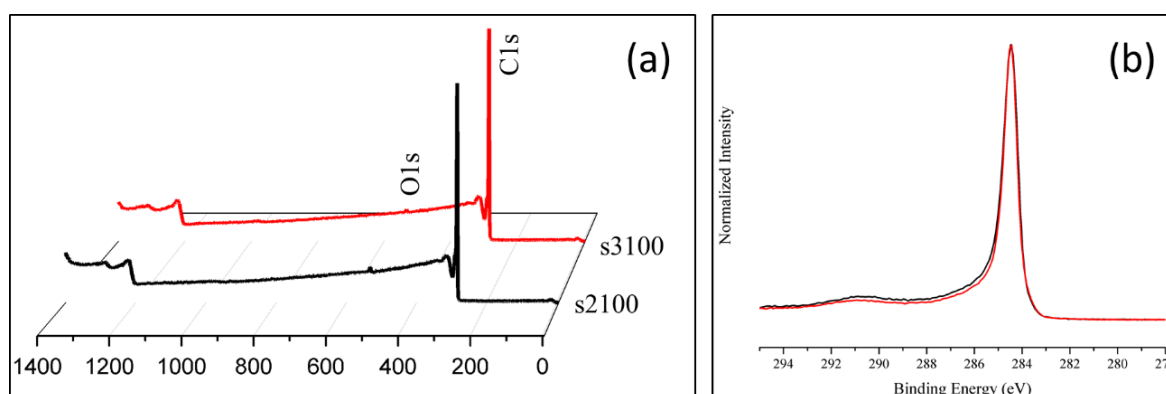 (a)
C1s
O1s
s3100
s2100
1400 1200 1000 800 600 400 200 0
(b)
Normalized Intensity
294 292 290 288 286 284 282 280 27
Binding Energy (eV)